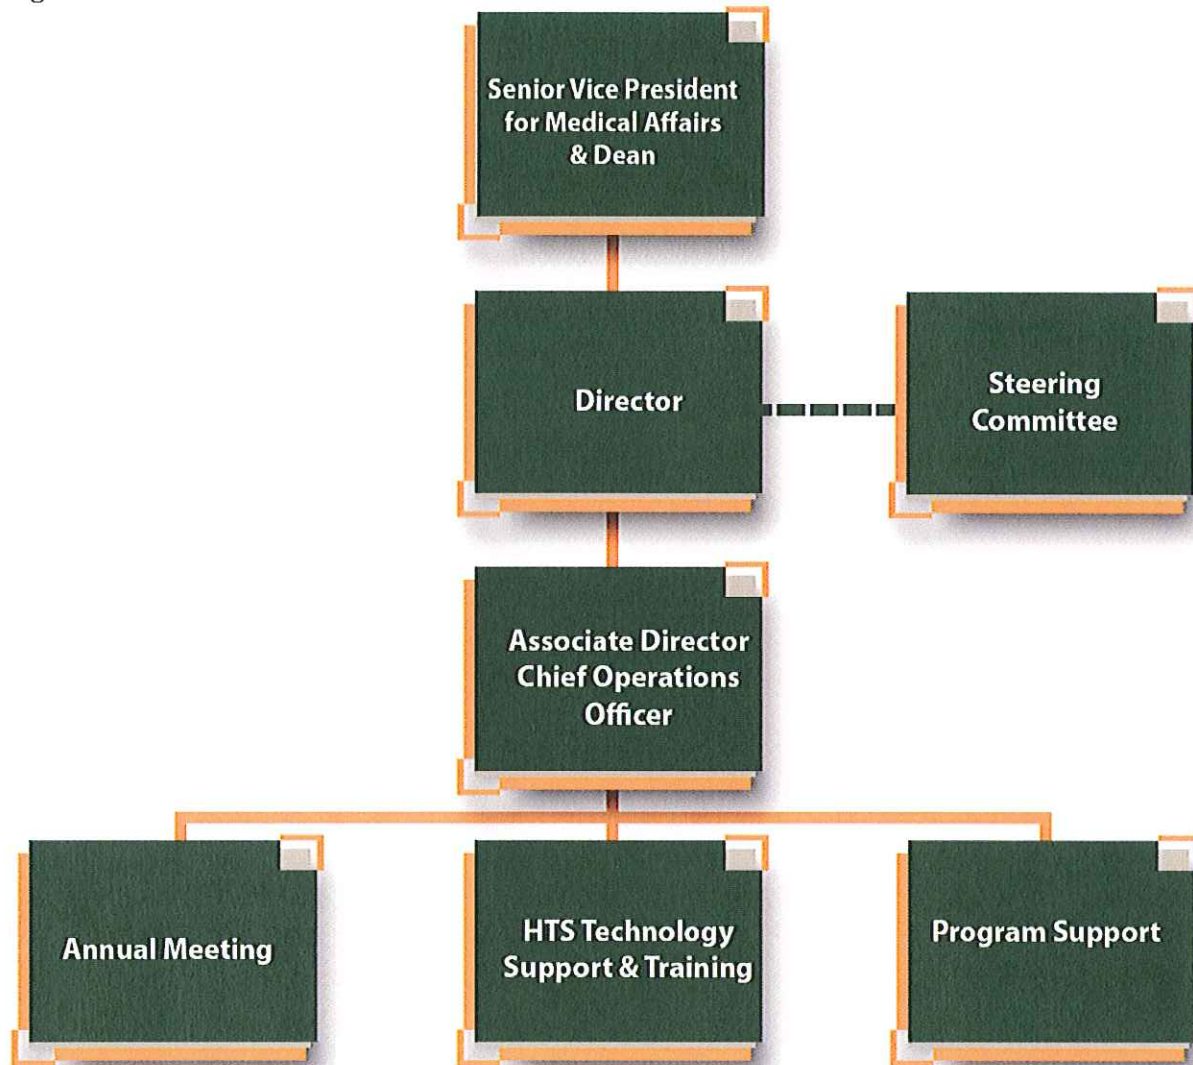 Senior Vice President
for Medical Affairs
& Dean
Director
Steering
Committee
Associate Director
Chief Operations
Officer
Annual Meeting
HTS Technology
Support & Training
Program Support